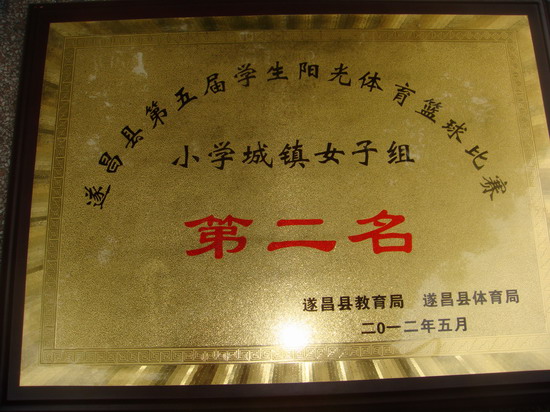 遂昌县第五届学生阳光体育篮球比赛
小学城镇女子组
第二名
遂昌县教育局 遂昌县体育局
二0一二年五月